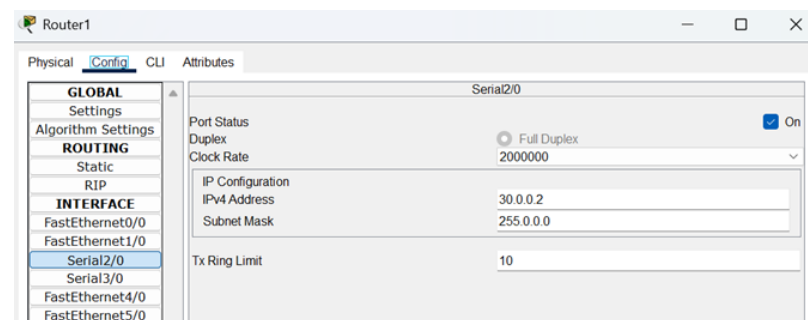 Router1
Physical Config CLI Attributes
GLOBAL
Settings
Algorithm Settings
ROUTING
Static
RIP
INTERFACE
FastEthernet0/0
FastEthernet1/0
Serial2/0
Serial3/0
FastEthernet4/0
FastEthernet5/0
Serial2/0
Port Status On
Duplex Full Duplex
Clock Rate 2000000
IP Configuration
IPv4 Address 30.0.0.2
Subnet Mask 255.0.0.0
Tx Ring Limit 10